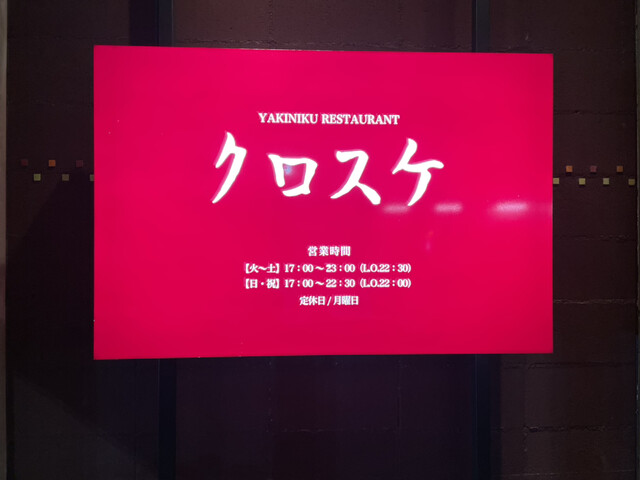 YAKINIKU RESTAURANT
クロスケ
営業時間
【火〜土】17：00〜23：00（L.O.22：30）
【日・祝】17：00〜22：30（L.O.22：00）
定休日/月曜日